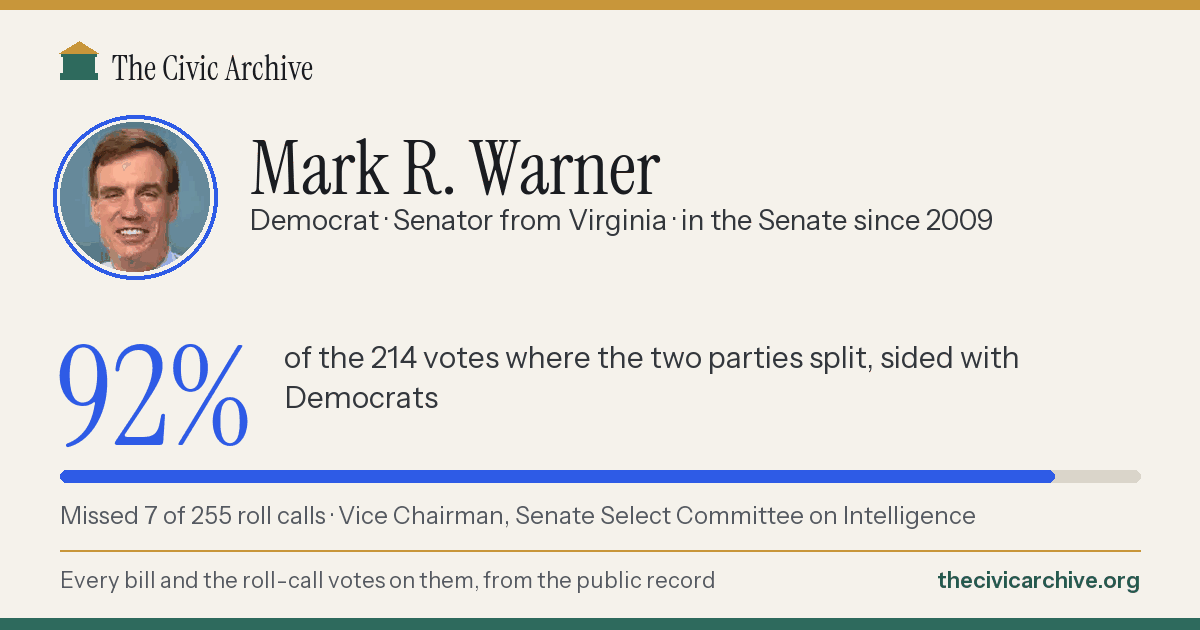 The Civic Archive
Mark R. Warner
Democrat · Senator from Virginia · in the Senate since 2009
92%
of the 214 votes where the two parties split, sided with
Democrats
Missed 7 of 255 roll calls · Vice Chairman, Senate Select Committee on Intelligence
Every bill and the roll-call votes on them, from the public record
thecivicarchive.org